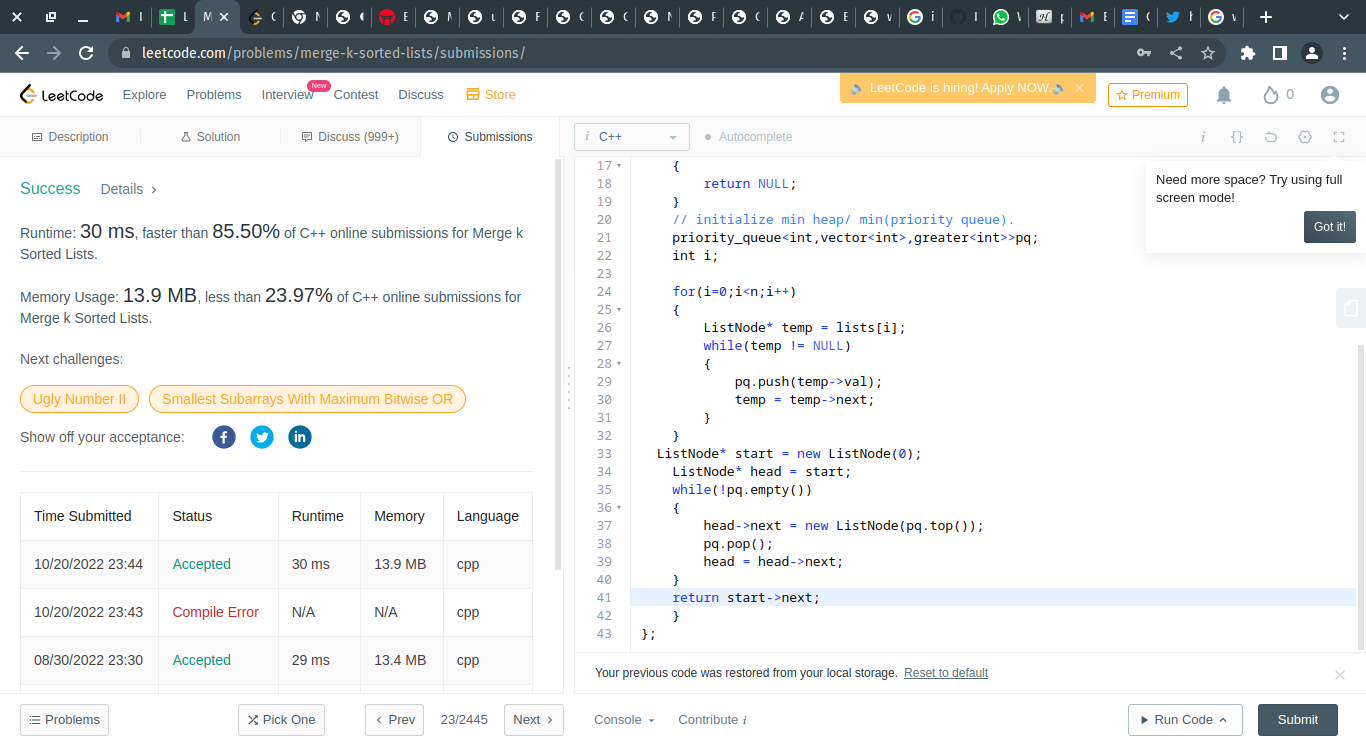 leetcode.com/problems/merge-k-sorted-lists/submissions/
LeetCode
Explore
Problems
Interview
New
Contest
Discuss
Store
LeetCode is hiring! Apply NOW.
Premium
0
Description
Solution
Discuss (999+)
Submissions
i C++
Autocomplete
i
{}
Success
Details >
Runtime: 30 ms, faster than 85.50% of C++ online submissions for Merge k
Sorted Lists.
Memory Usage: 13.9 MB, less than 23.97% of C++ online submissions for
Merge k Sorted Lists.
Next challenges:
Ugly Number II
Smallest Subarrays With Maximum Bitwise OR
Show off your acceptance:
Time Submitted Status Runtime Memory Language
10/20/2022 23:44 Accepted 30 ms 13.9 MB cpp
10/20/2022 23:43 Compile Error N/A N/A cpp
08/30/2022 23:30 Accepted 29 ms 13.4 MB cpp
17 {
18 return NULL;
19 }
20 // initialize min heap/ min(priority queue).
21 priority_queue<int,vector<int>,greater<int>>pq;
22 int i;
23
24 for(i=0;i<n;i++)
25 {
26 ListNode* temp = lists[i];
27 while(temp != NULL)
28 {
29 pq.push(temp->val);
30 temp = temp->next;
31 }
32 }
33 ListNode* start = new ListNode(0);
34 ListNode* head = start;
35 while(!pq.empty())
36 {
37 head->next = new ListNode(pq.top());
38 pq.pop();
39 head = head->next;
40 }
41 return start->next;
42 }
43 };
Need more space? Try using full
screen mode!
Got it!
Your previous code was restored from your local storage. Reset to default
Problems
Pick One
< Prev
23/2445
Next >
Console
Contribute i
Run Code
Submit